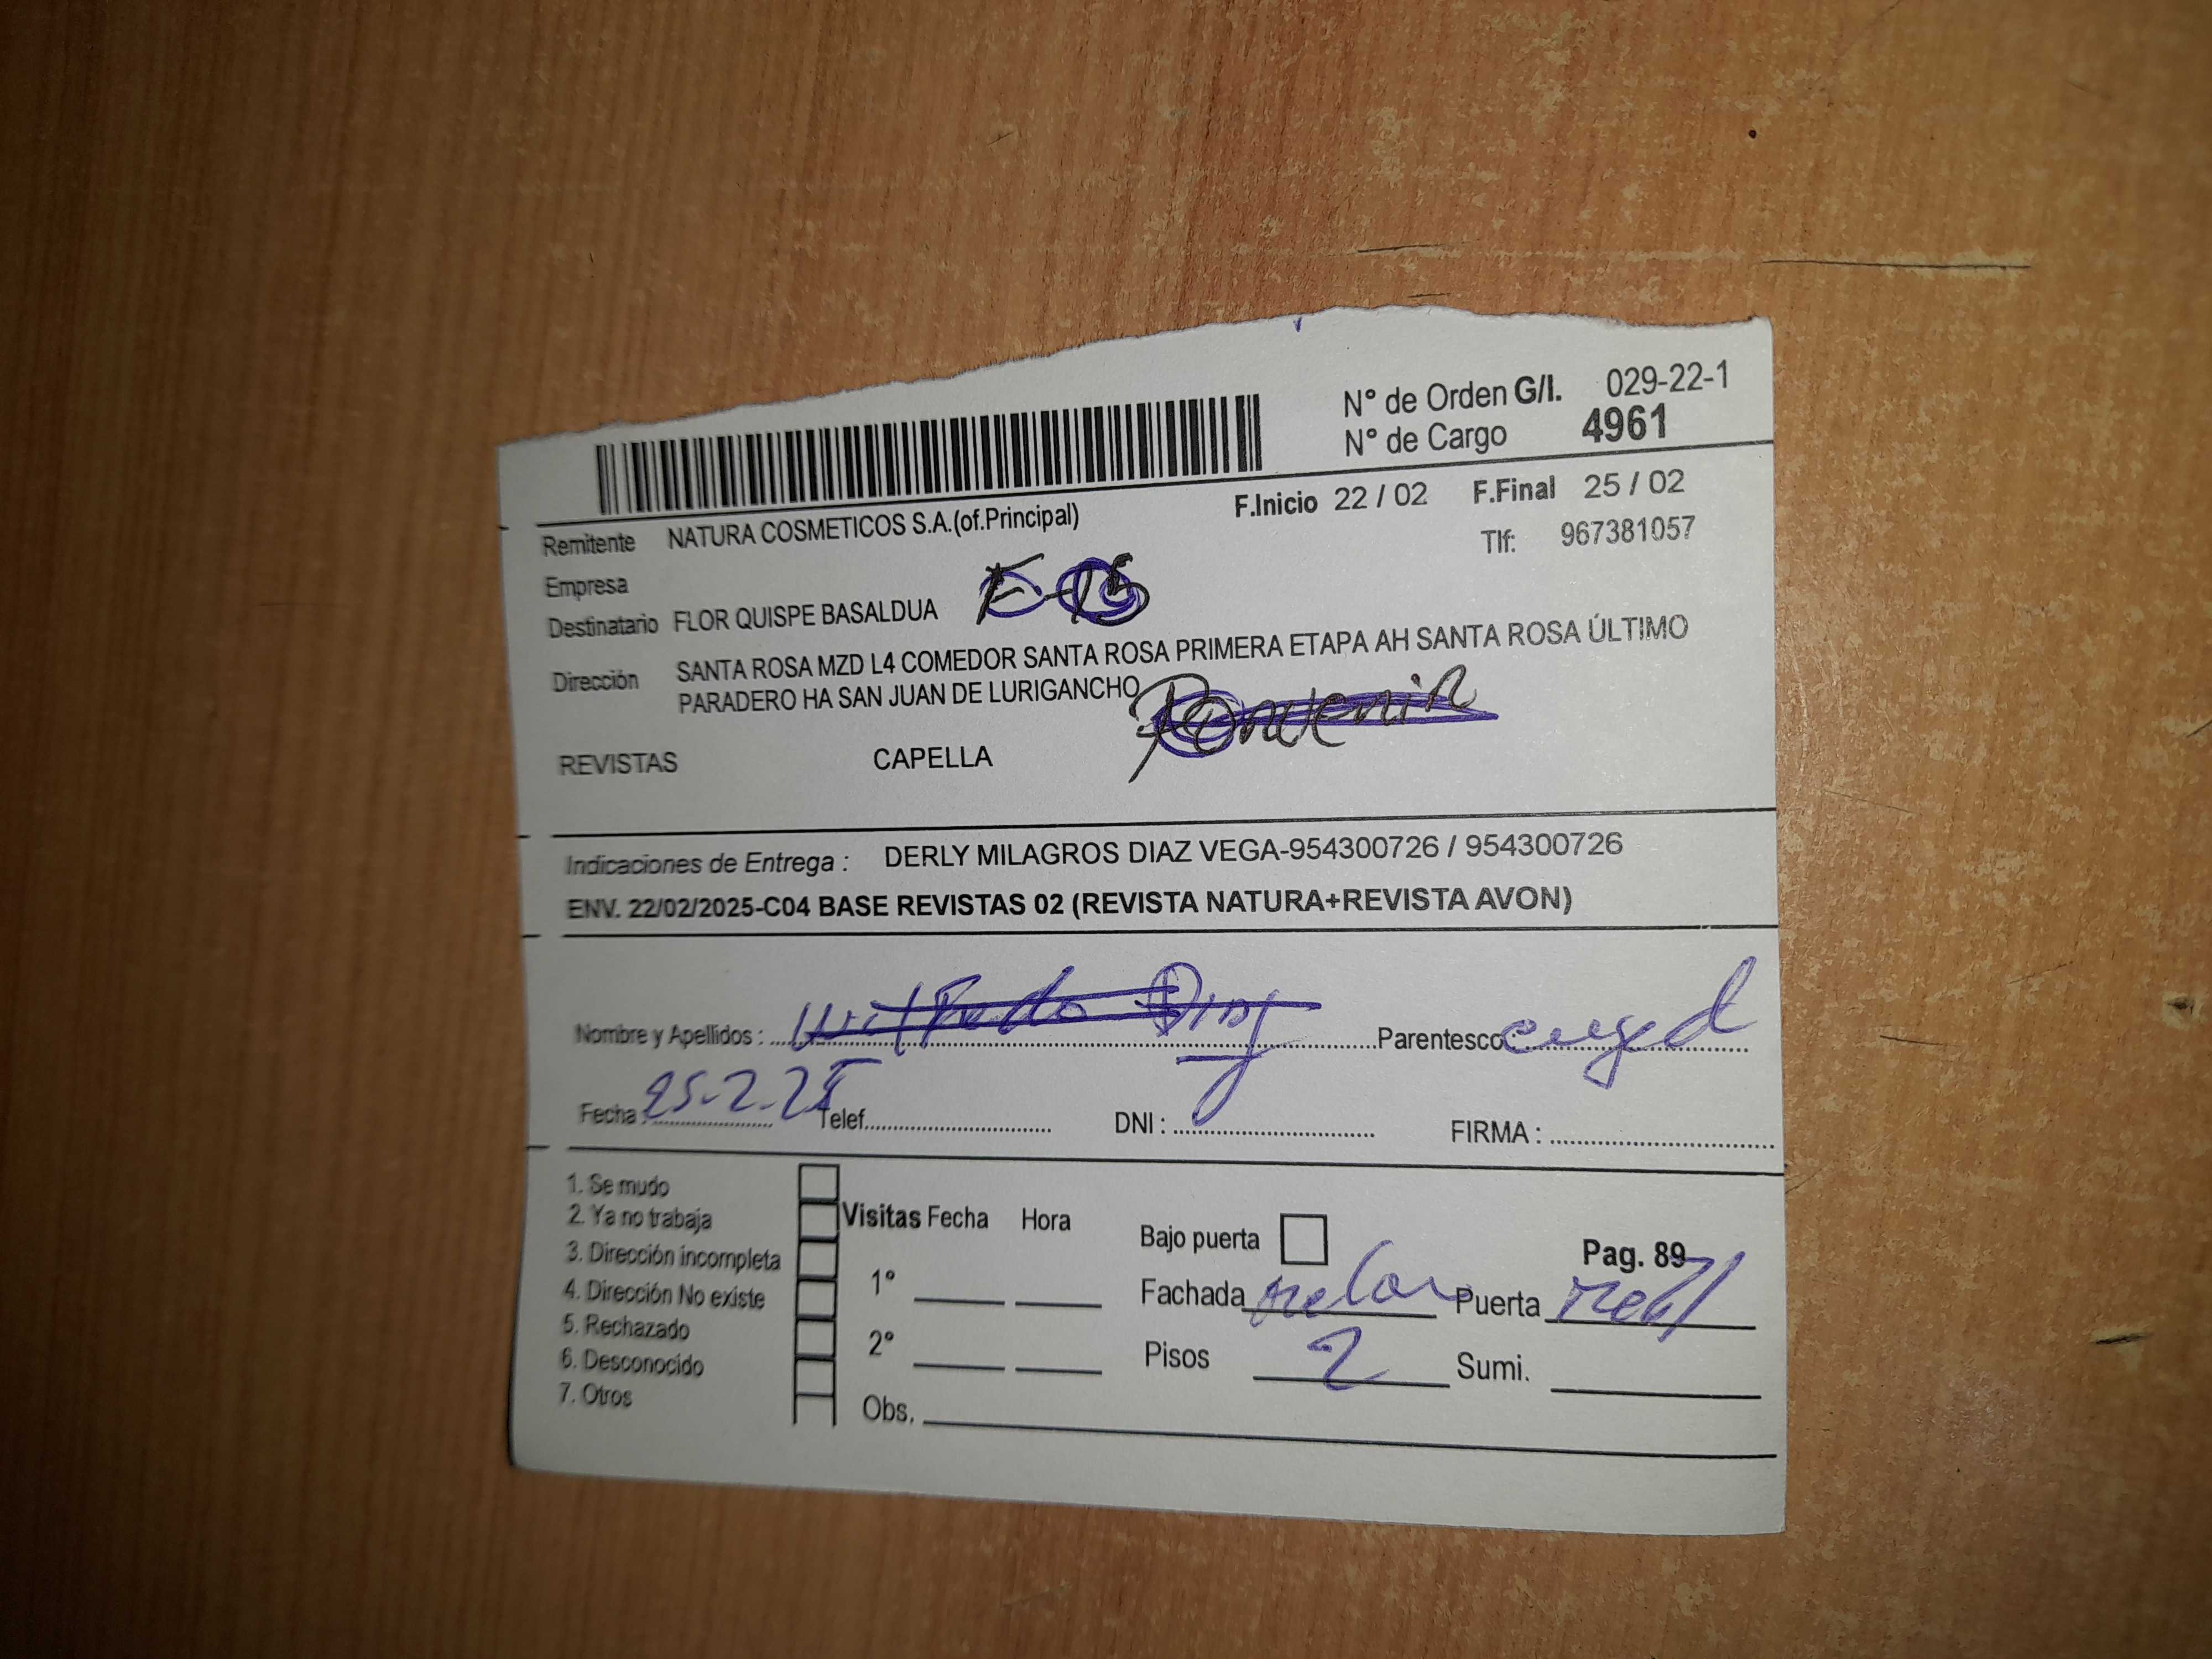 N° de Orden G/I. 029-22-1
N° de Cargo 4961
F.Inicio 22 / 02 F.Final 25 / 02
Remitente NATURA COSMETICOS S.A.(of.Principal)
Tlf: 967381057
Empresa
E-15
Destinatario FLOR QUISPE BASALDUA
Dirección SANTA ROSA MZD L4 COMEDOR SANTA ROSA PRIMERA ETAPA AH SANTA ROSA ÚLTIMO
PARADERO HA SAN JUAN DE LURIGANCHO
REVISTAS CAPELLA
Indicaciones de Entrega : DERLY MILAGROS DIAZ VEGA-954300726 / 954300726
ENV. 22/02/2025-C04 BASE REVISTAS 02 (REVISTA NATURA+REVISTA AVON)
Nombre y Apellidos : Wilfredo Parentesco
Fecha : 25-2-25 Telef. DNI : FIRMA :
1. Se mudo
2. Ya no trabaja
3. Dirección incompleta
4. Dirección No existe
5. Rechazado
6. Desconocido
7. Otros
Visitas Fecha Hora
1°
2°
Obs.
Bajo puerta
Pag. 89
Fachada melon Puerta
Pisos 2 Sumi.